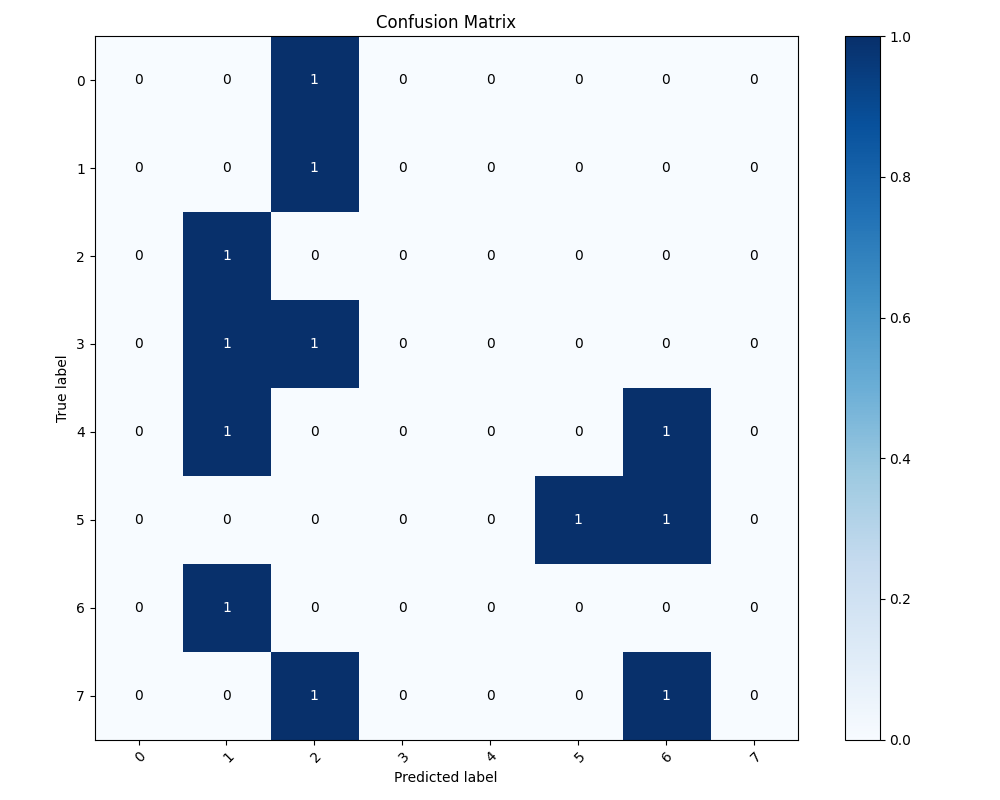 Confusion Matrix
0 0 0 1 0 0 0 0 0
1 0 0 1 0 0 0 0 0
2 0 1 0 0 0 0 0 0
3 0 1 1 0 0 0 0 0
4 0 1 0 0 0 0 1 0
5 0 0 0 0 0 1 1 0
6 0 1 0 0 0 0 0 0
7 0 0 1 0 0 0 1 0
0 1 2 3 4 5 6 7
True label
Predicted label
1.0
0.8
0.6
0.4
0.2
0.0